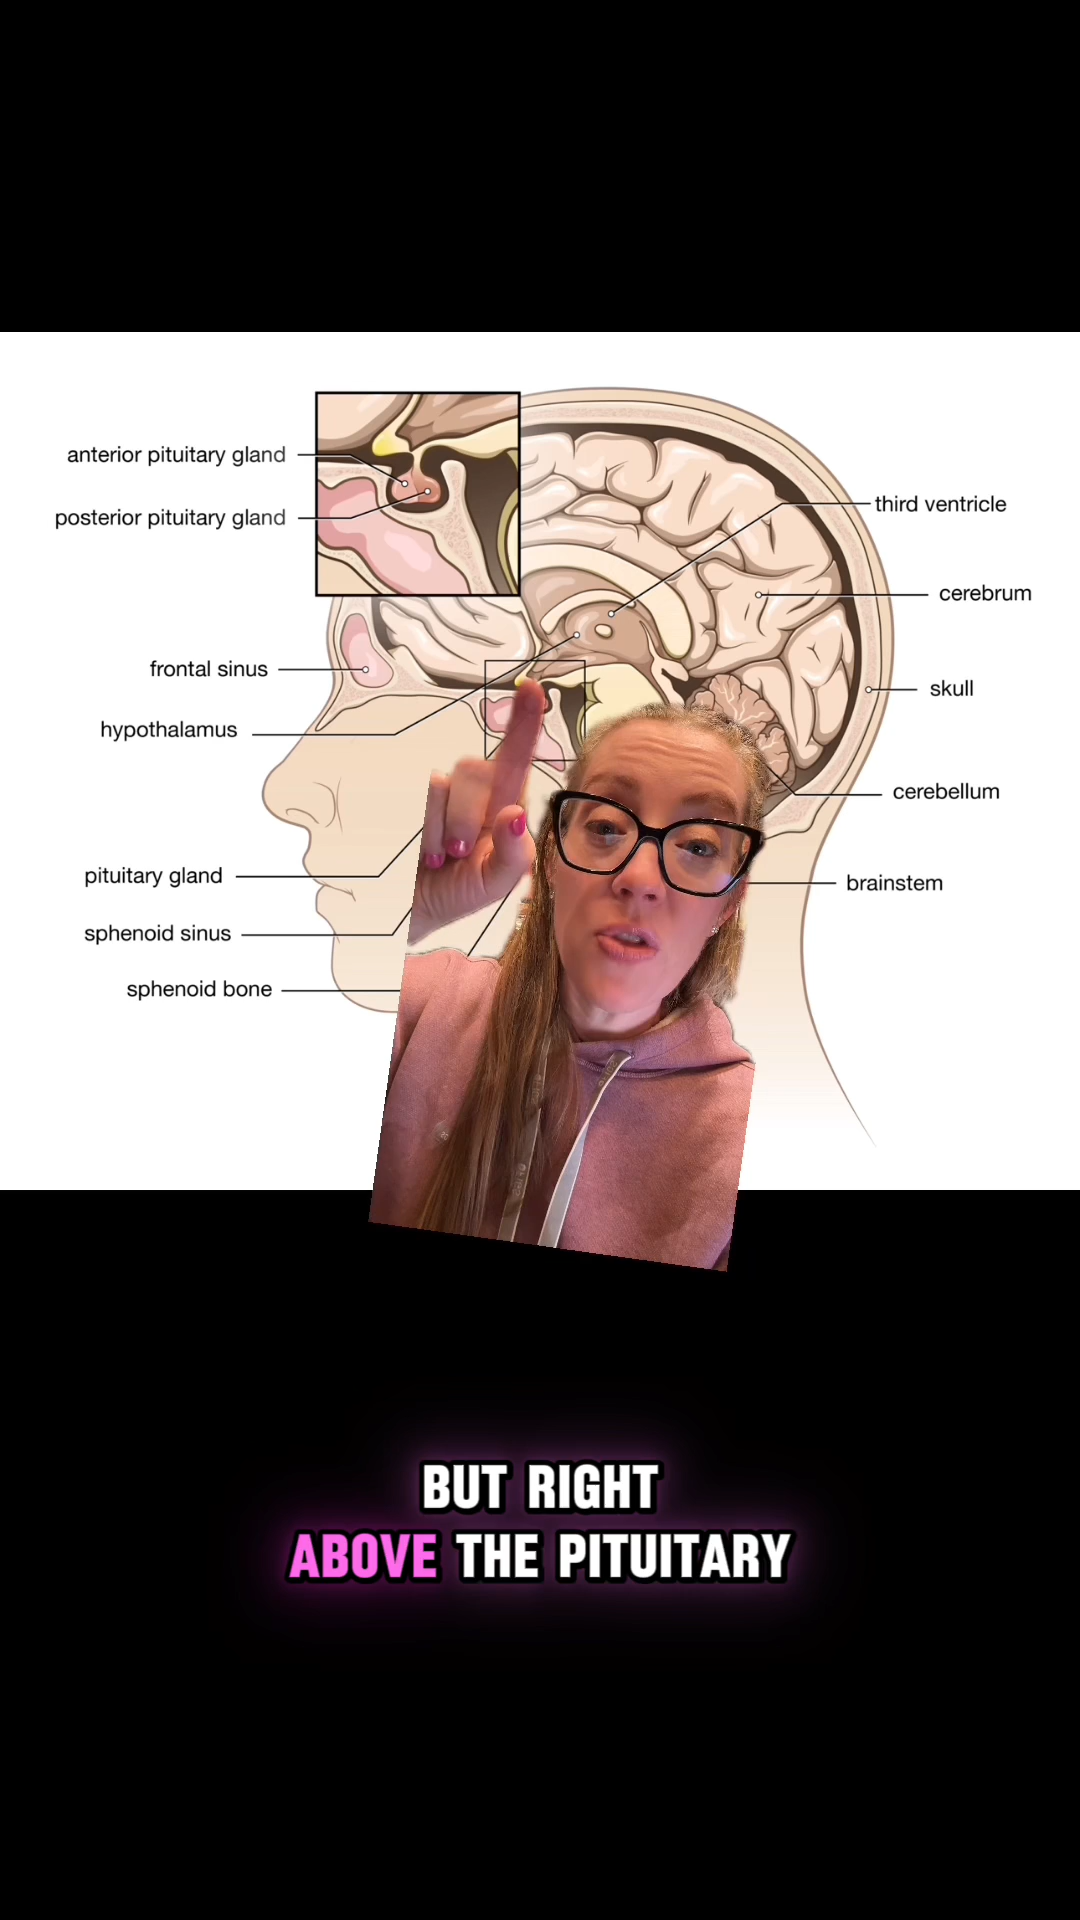 anterior pituitary gland
posterior pituitary gland
third ventricle
cerebrum
frontal sinus
skull
hypothalamus
cerebellum
pituitary gland
brainstem
sphenoid sinus
sphenoid bone
BUT RIGHT
ABOVE THE PITUITARY